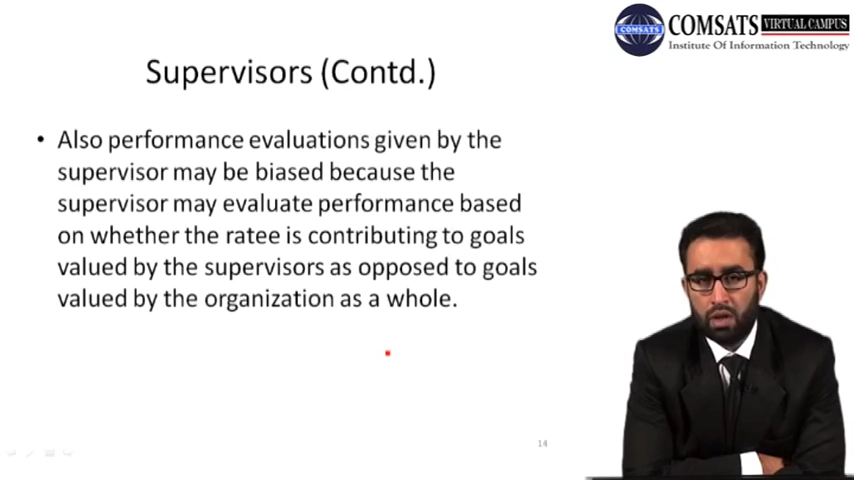 COMSATS VIRTUAL CAMPUS
COMSATS
Institute Of Information Technology
Supervisors (Contd.)
• Also performance evaluations given by the
supervisor may be biased because the
supervisor may evaluate performance based
on whether the ratee is contributing to goals
valued by the supervisors as opposed to goals
valued by the organization as a whole.
14